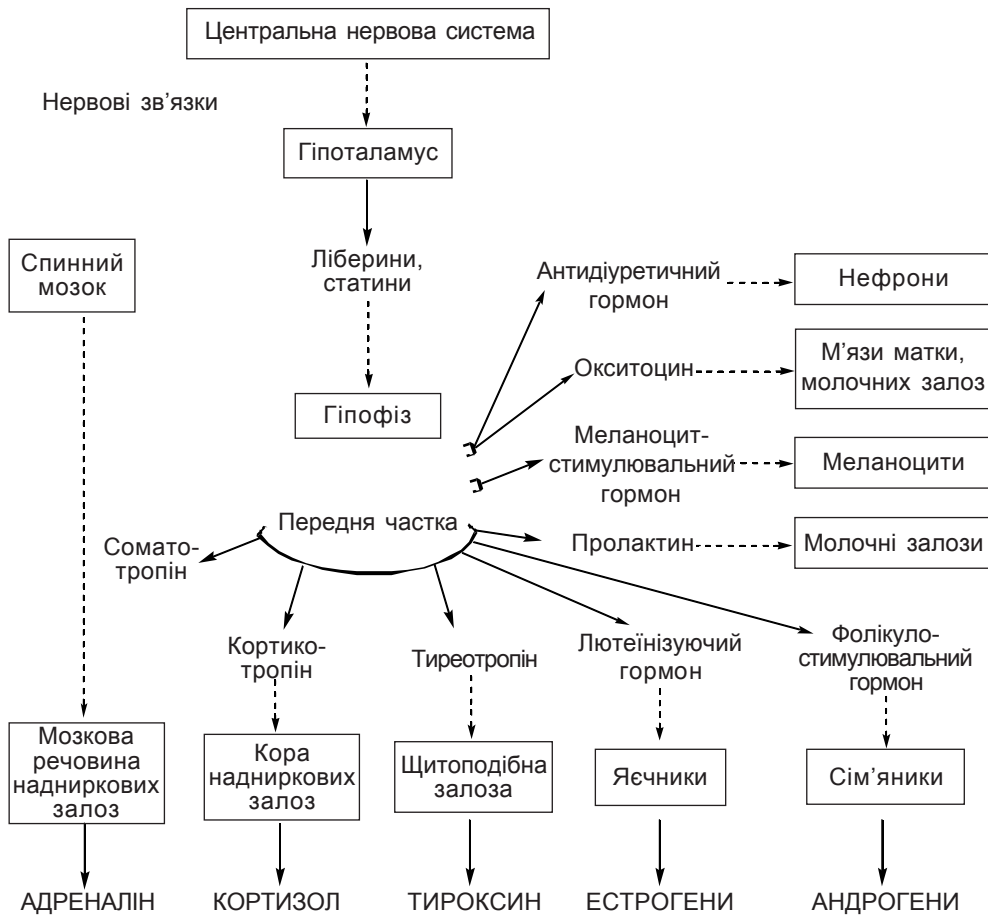 Центральна нервова система
Нервові зв'язки
Гіпоталамус
Спинний
мозок
Ліберини,
статини
Антидіуретичний
гормон
Нефрони
Окситоцин
М'язи матки,
молочних залоз
Гіпофіз
Меланоцит-
стимулювальний
гормон
Меланоцити
Передня частка
Пролактин
Молочні залози
Сомато-
тропін
Кортико-
тропін
Тиреотропін
Лютеїнізуючий
гормон
Фолікуло-
стимулювальний
гормон
Мозкова
речовина
надниркових
залоз
Кора
надниркових
залоз
Щитоподібна
залоза
Яєчники
Сім'яники
АДРЕНАЛІН
КОРТИЗОЛ
ТИРОКСИН
ЕСТРОГЕНИ
АНДРОГЕНИ